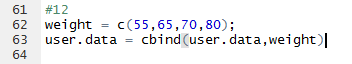 61 #12
62 weight = c(55,65,70,80);
63 user.data = cbind(user.data,weight)
64